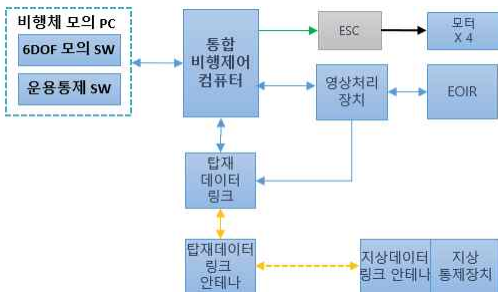 비행체 모의 PC
6DOF 모의 SW
운용통제 SW
통합
비행제어
컴퓨터
ESC
모터
X 4
영상처리
장치
EOIR
탑재
데이터
링크
탑재데이터
링크
안테나
지상데이터
링크 안테나
지상
통제장치